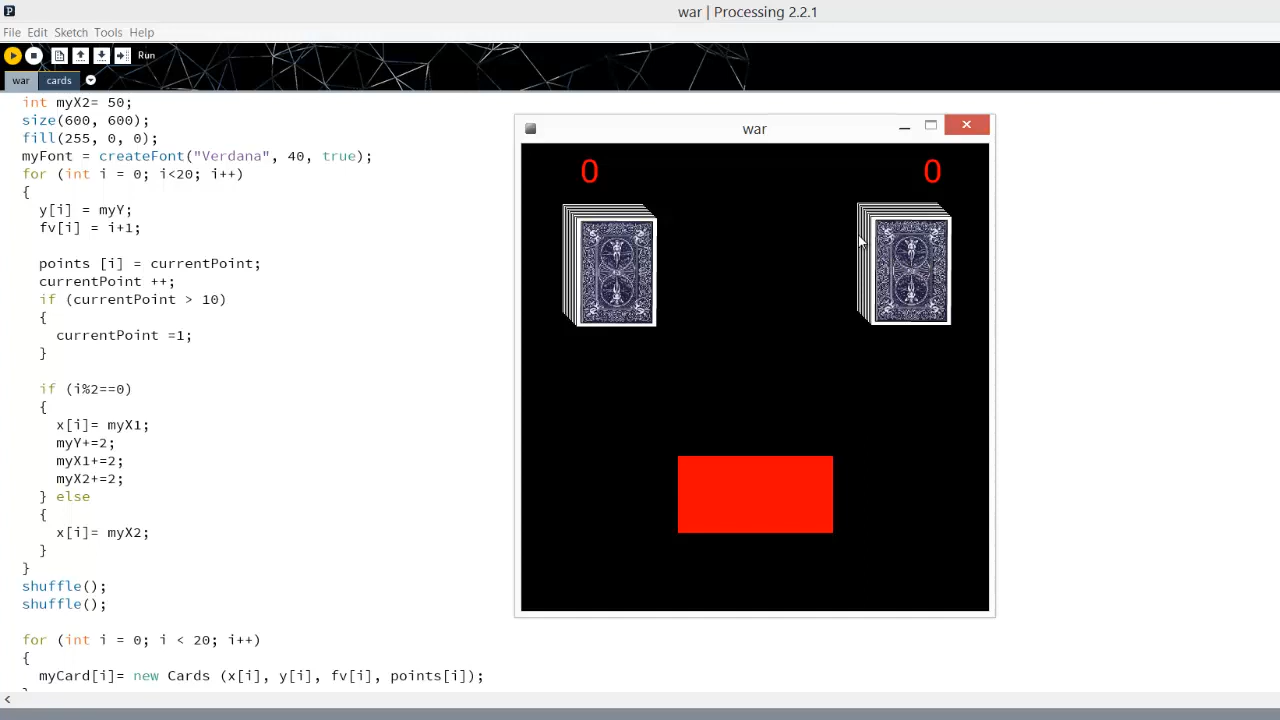 war | Processing 2.2.1
File Edit Sketch Tools Help
Run
war cards
int myX2= 50;
size(600, 600);
fill(255, 0, 0);
myFont = createFont("Verdana", 40, true);
for (int i = 0; i<20; i++)
{
y[i] = myY;
fv[i] = i+1;
points [i] = currentPoint;
currentPoint ++;
if (currentPoint > 10)
{
currentPoint =1;
}
if (i%2==0)
{
x[i]= myX1;
myY+=2;
myX1+=2;
myX2+=2;
} else
{
x[i]= myX2;
}
}
shuffle();
shuffle();
for (int i = 0; i < 20; i++)
{
myCard[i]= new Cards (x[i], y[i], fv[i], points[i]);
war
0 0